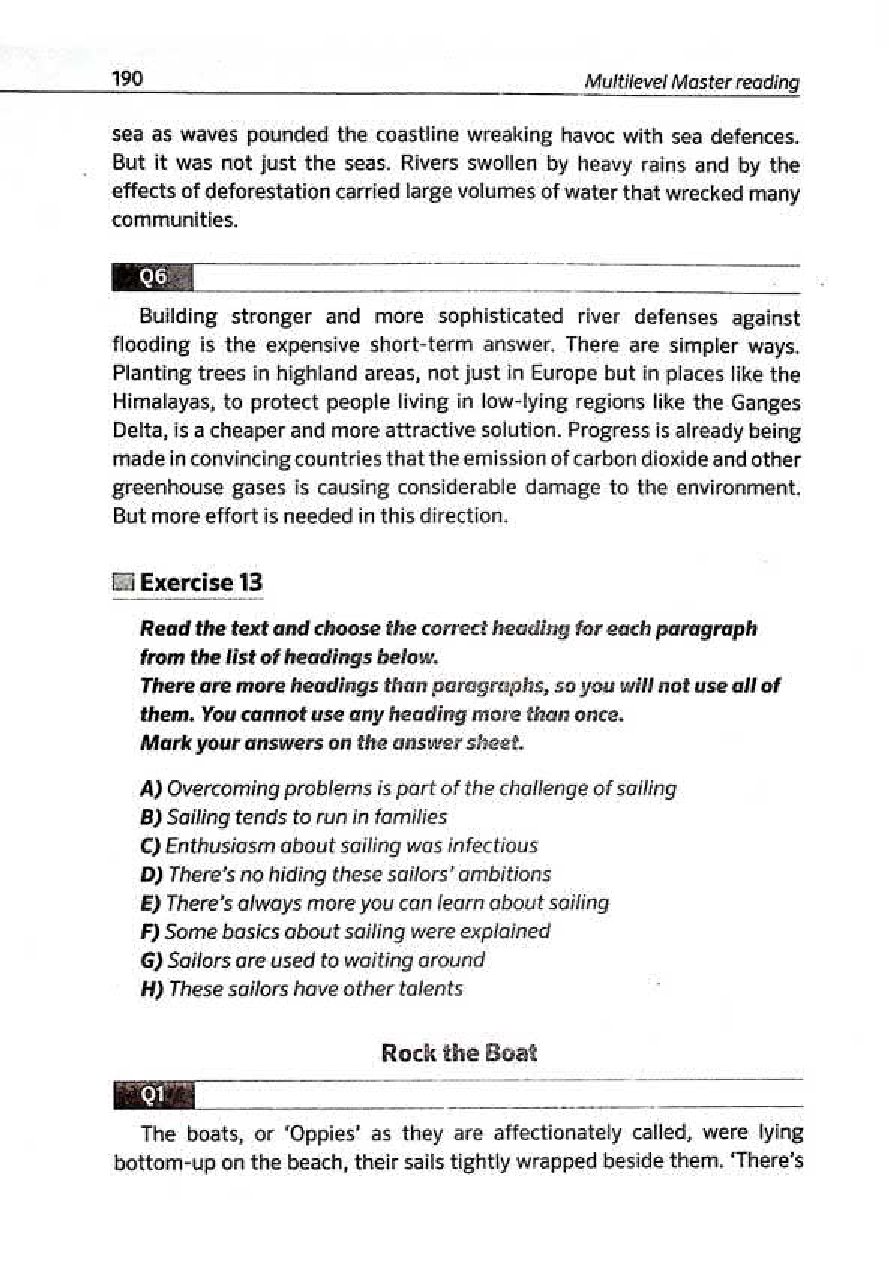 190
Multilevel Master reading
sea as waves pounded the coastline wreaking havoc with sea defences.
But it was not just the seas. Rivers swollen by heavy rains and by the
effects of deforestation carried large volumes of water that wrecked many
communities.
Q6
Building stronger and more sophisticated river defenses against
flooding is the expensive short-term answer. There are simpler ways.
Planting trees in highland areas, not just in Europe but in places like the
Himalayas, to protect people living in low-lying regions like the Ganges
Delta, is a cheaper and more attractive solution. Progress is already being
made in convincing countries that the emission of carbon dioxide and other
greenhouse gases is causing considerable damage to the environment.
But more effort is needed in this direction.
Exercise 13
Read the text and choose the correct heading for each paragraph
from the list of headings below.
There are more headings than paragraphs, so you will not use all of
them. You cannot use any heading more than once.
Mark your answers on the answer sheet.
A) Overcoming problems is part of the challenge of sailing
B) Sailing tends to run in families
C) Enthusiasm about sailing was infectious
D) There's no hiding these sailors' ambitions
E) There's always more you can learn about sailing
F) Some basics about sailing were explained
G) Sailors are used to waiting around
H) These sailors have other talents
Rock the Boat
Q1
The boats, or 'Oppies' as they are affectionately called, were lying
bottom-up on the beach, their sails tightly wrapped beside them. 'There's